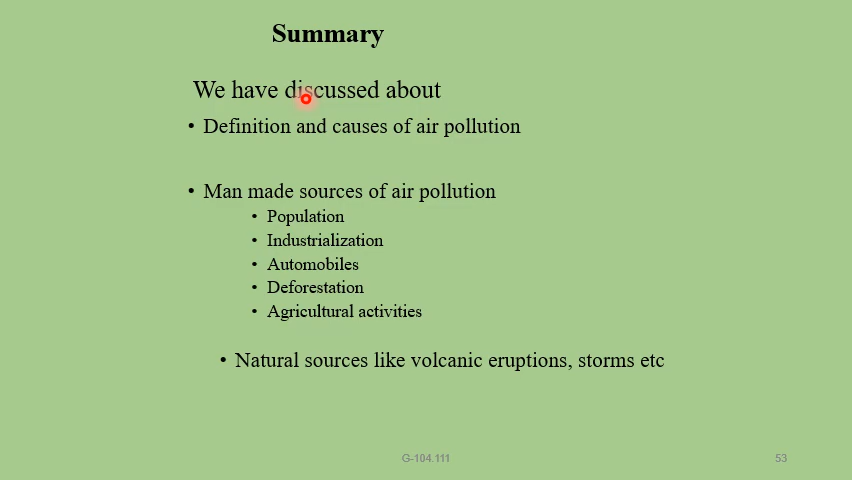 Summary
We have discussed about
• Definition and causes of air pollution
• Man made sources of air pollution
• Population
• Industrialization
• Automobiles
• Deforestation
• Agricultural activities
• Natural sources like volcanic eruptions, storms etc
G-104.111
53